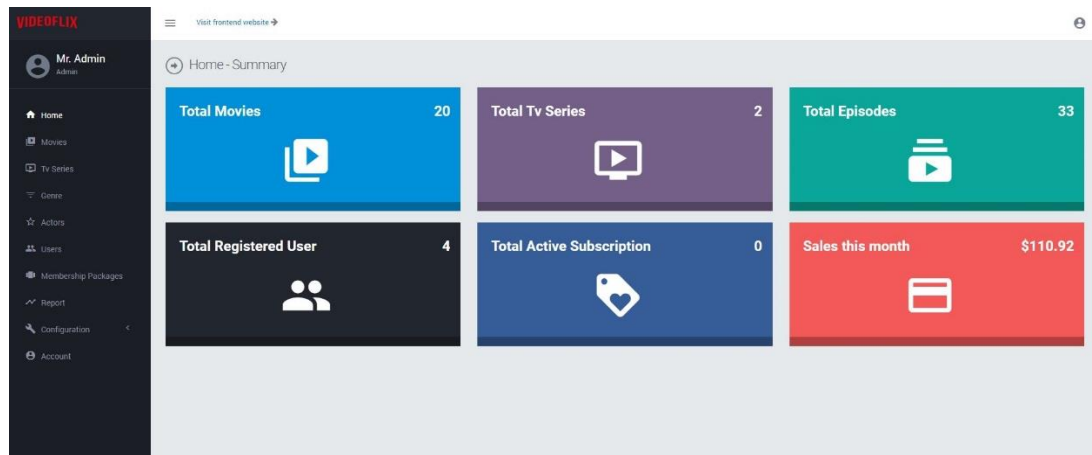 VIDEOFLIX
Visit frontend website
Mr. Admin
Admin
Home - Summary
Home
Movies
Tv Series
Genre
Actors
Users
Membership Packages
Report
Configuration
Account
Total Movies 20
Total Tv Series 2
Total Episodes 33
Total Registered User 4
Total Active Subscription 0
Sales this month $110.92